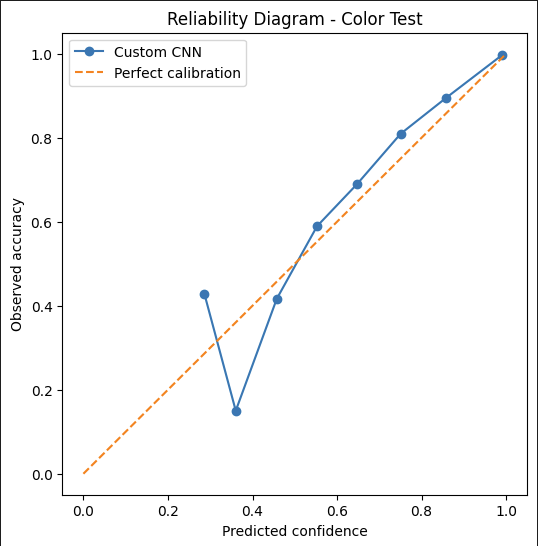 Reliability Diagram - Color Test
Custom CNN
Perfect calibration
1.0
0.8
0.6
0.4
0.2
0.0
Observed accuracy
0.0 0.2 0.4 0.6 0.8 1.0
Predicted confidence